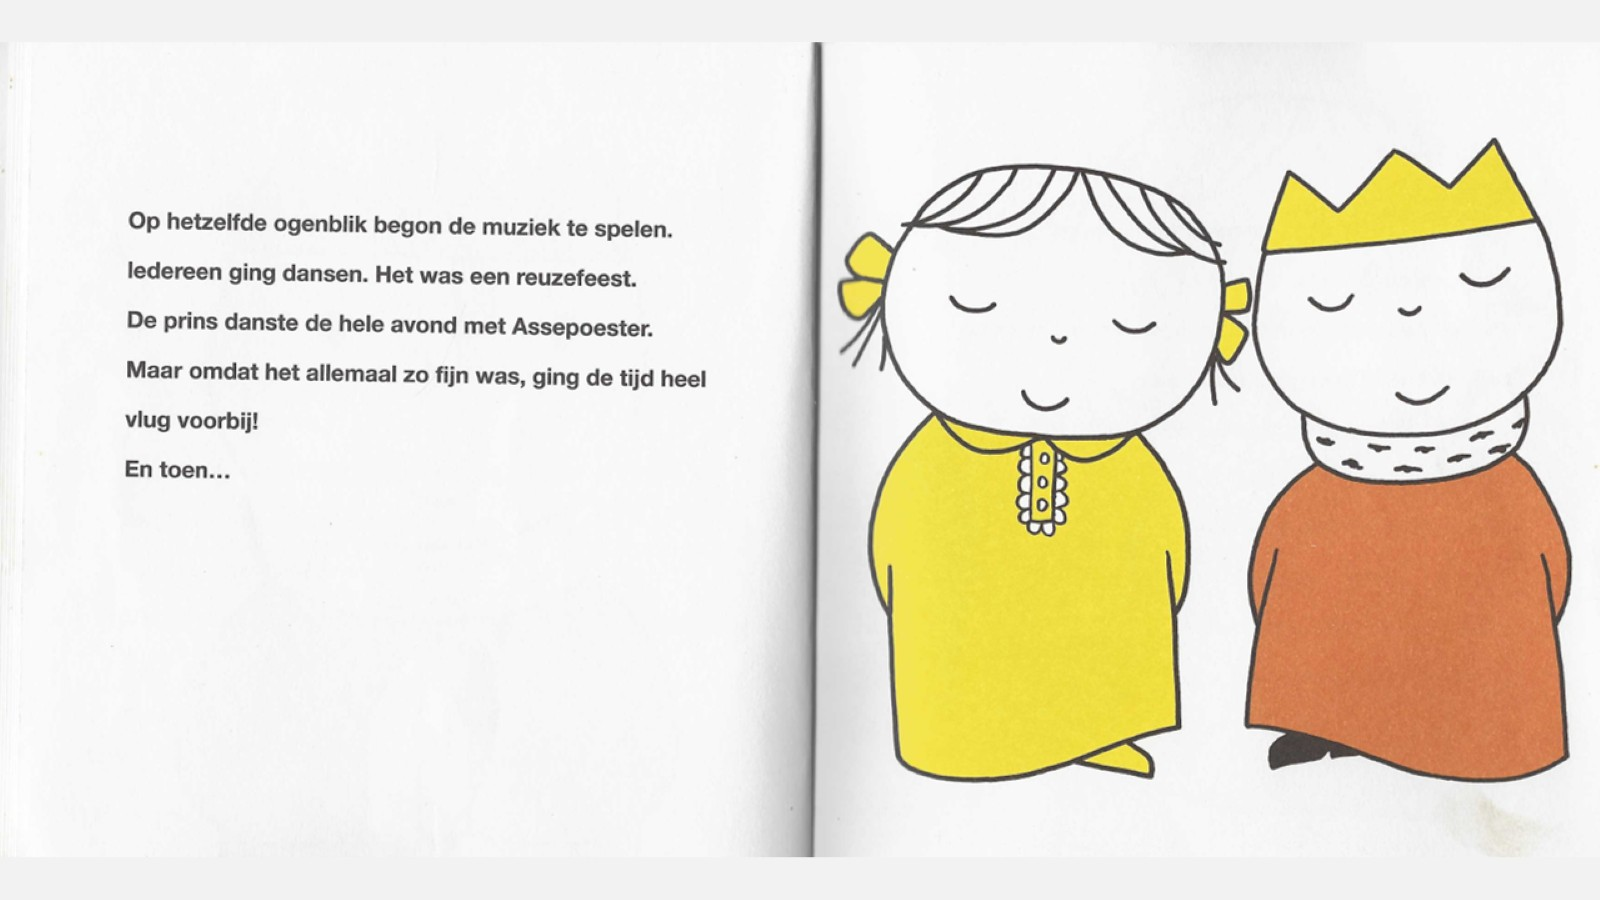 Op hetzelfde ogenblik begon de muziek te spelen.
Iedereen ging dansen. Het was een reuzefeest.
De prins danste de hele avond met Assepoester.
Maar omdat het allemaal zo fijn was, ging de tijd heel
vlug voorbij!
En toen...